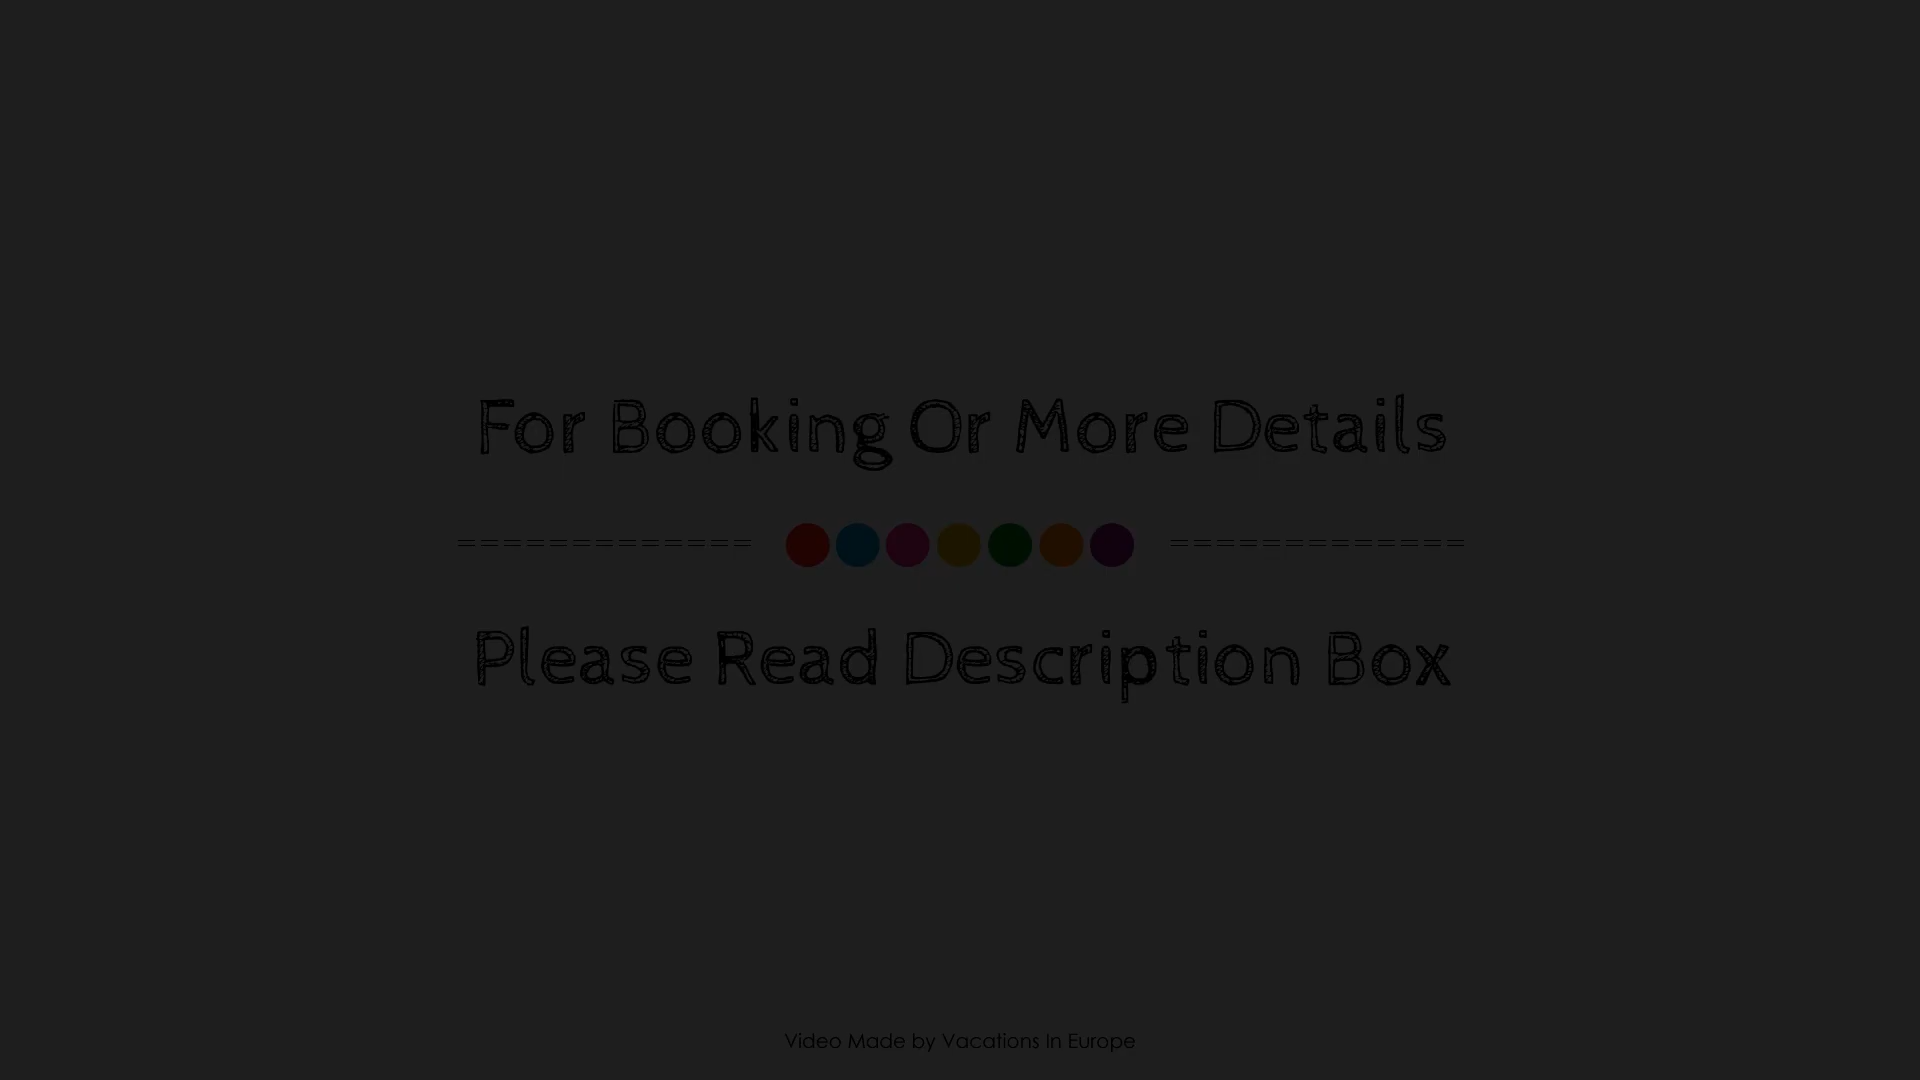 For Booking Or More Details
============= =============
Please Read Description Box
Video Made by Vacations In Europe